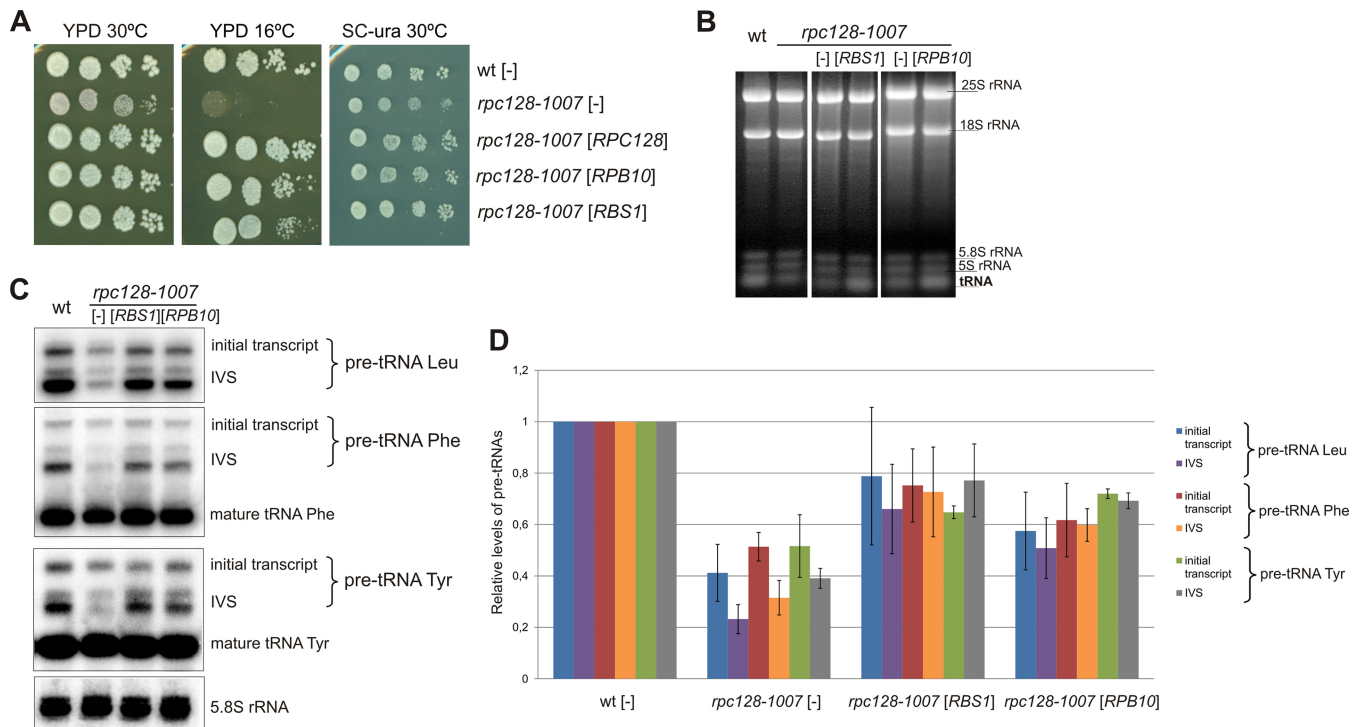 A
YPD 30ºC
YPD 16ºC
SC-ura 30ºC
wt [-]
rpc128-1007 [-]
rpc128-1007 [RPC128]
rpc128-1007 [RPB10]
rpc128-1007 [RBS1]
B
wt
rpc128-1007
[-] [RBS1]
[-] [RPB10]
25S rRNA
18S rRNA
5.8S rRNA
5S rRNA
tRNA
C
wt
rpc128-1007
[-] [RBS1][RPB10]
initial transcript
IVS
pre-tRNA Leu
initial transcript
IVS
pre-tRNA Phe
mature tRNA Phe
initial transcript
IVS
pre-tRNA Tyr
mature tRNA Tyr
5.8S rRNA
D
Relative levels of pre-tRNAs
1,2
1
0,8
0,6
0,4
0,2
0
wt [-]
rpc128-1007 [-]
rpc128-1007 [RBS1]
rpc128-1007 [RPB10]
initial
transcript
IVS
pre-tRNA Leu
initial
transcript
IVS
pre-tRNA Phe
initial
transcript
IVS
pre-tRNA Tyr